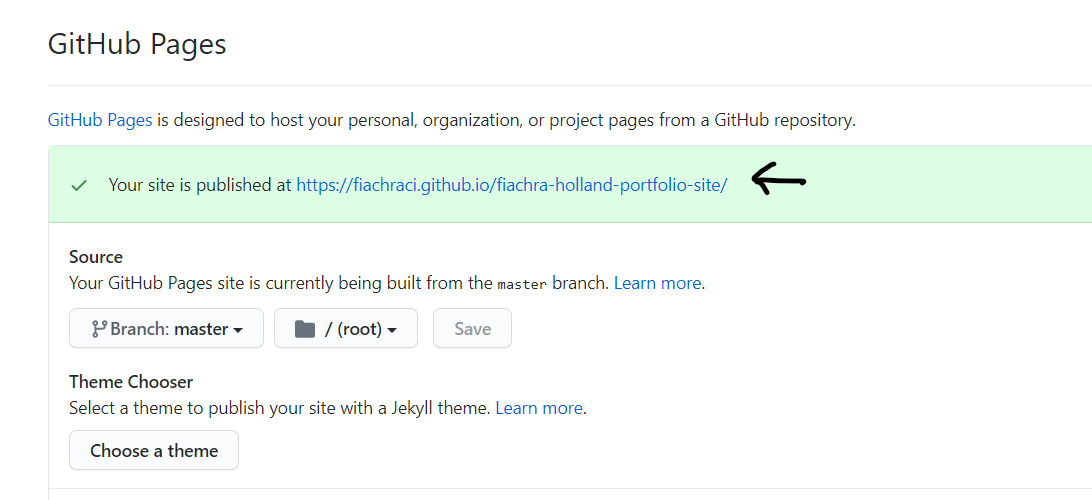 GitHub Pages
GitHub Pages is designed to host your personal, organization, or project pages from a GitHub repository.
Your site is published at https://fiachraci.github.io/fiachra-holland-portfolio-site/
Source
Your GitHub Pages site is currently being built from the master branch. Learn more.
Branch: master / (root) Save
Theme Chooser
Select a theme to publish your site with a Jekyll theme. Learn more.
Choose a theme